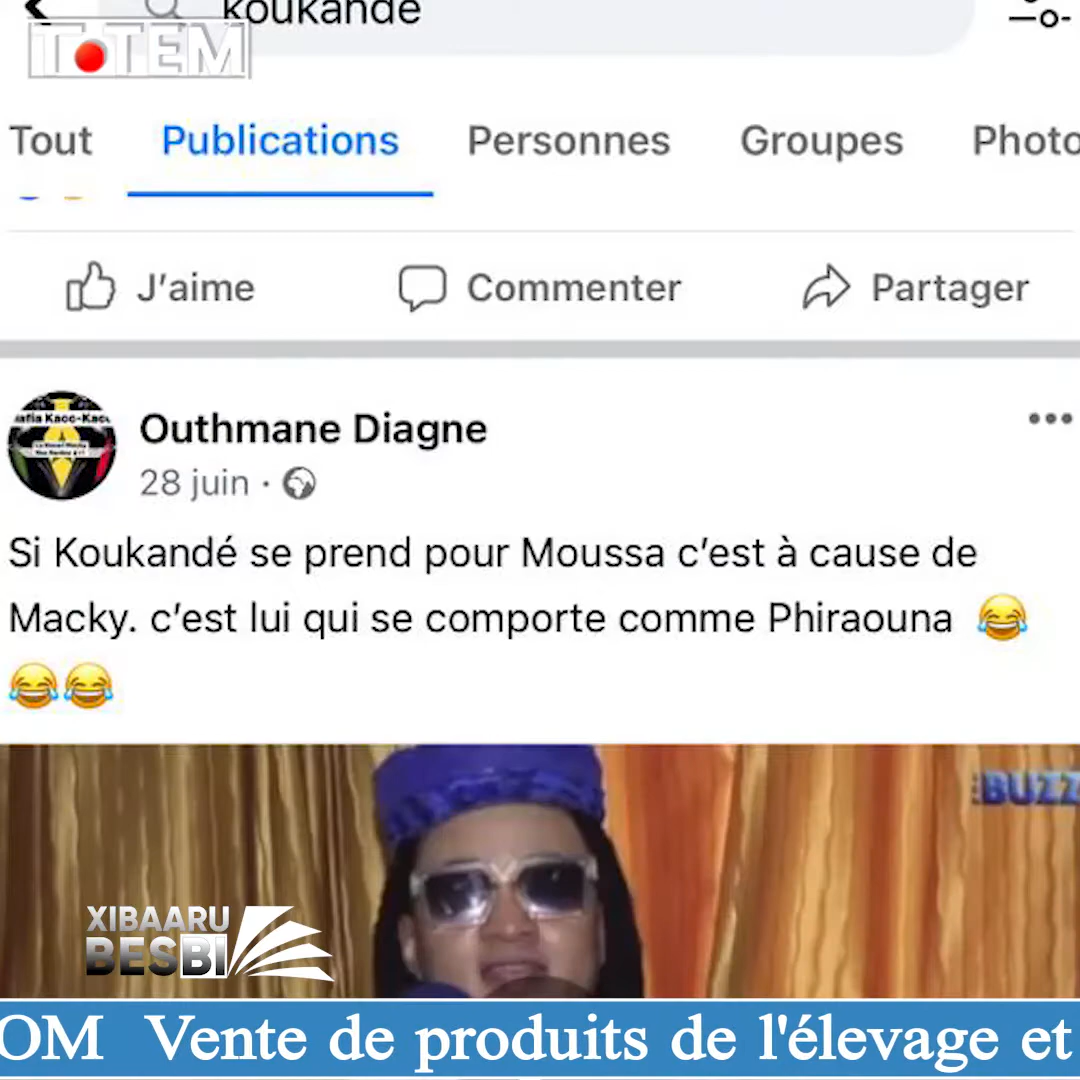 koukandé
TOTEM
Tout Publications Personnes Groupes Photo
J'aime Commenter Partager
Outhmane Diagne
28 juin
Si Koukandé se prend pour Moussa c'est à cause de
Macky. c'est lui qui se comporte comme Phiraouna 😂
😂😂
BUZZ
XIBAARU
BESBI
OM Vente de produits de l'élevage et